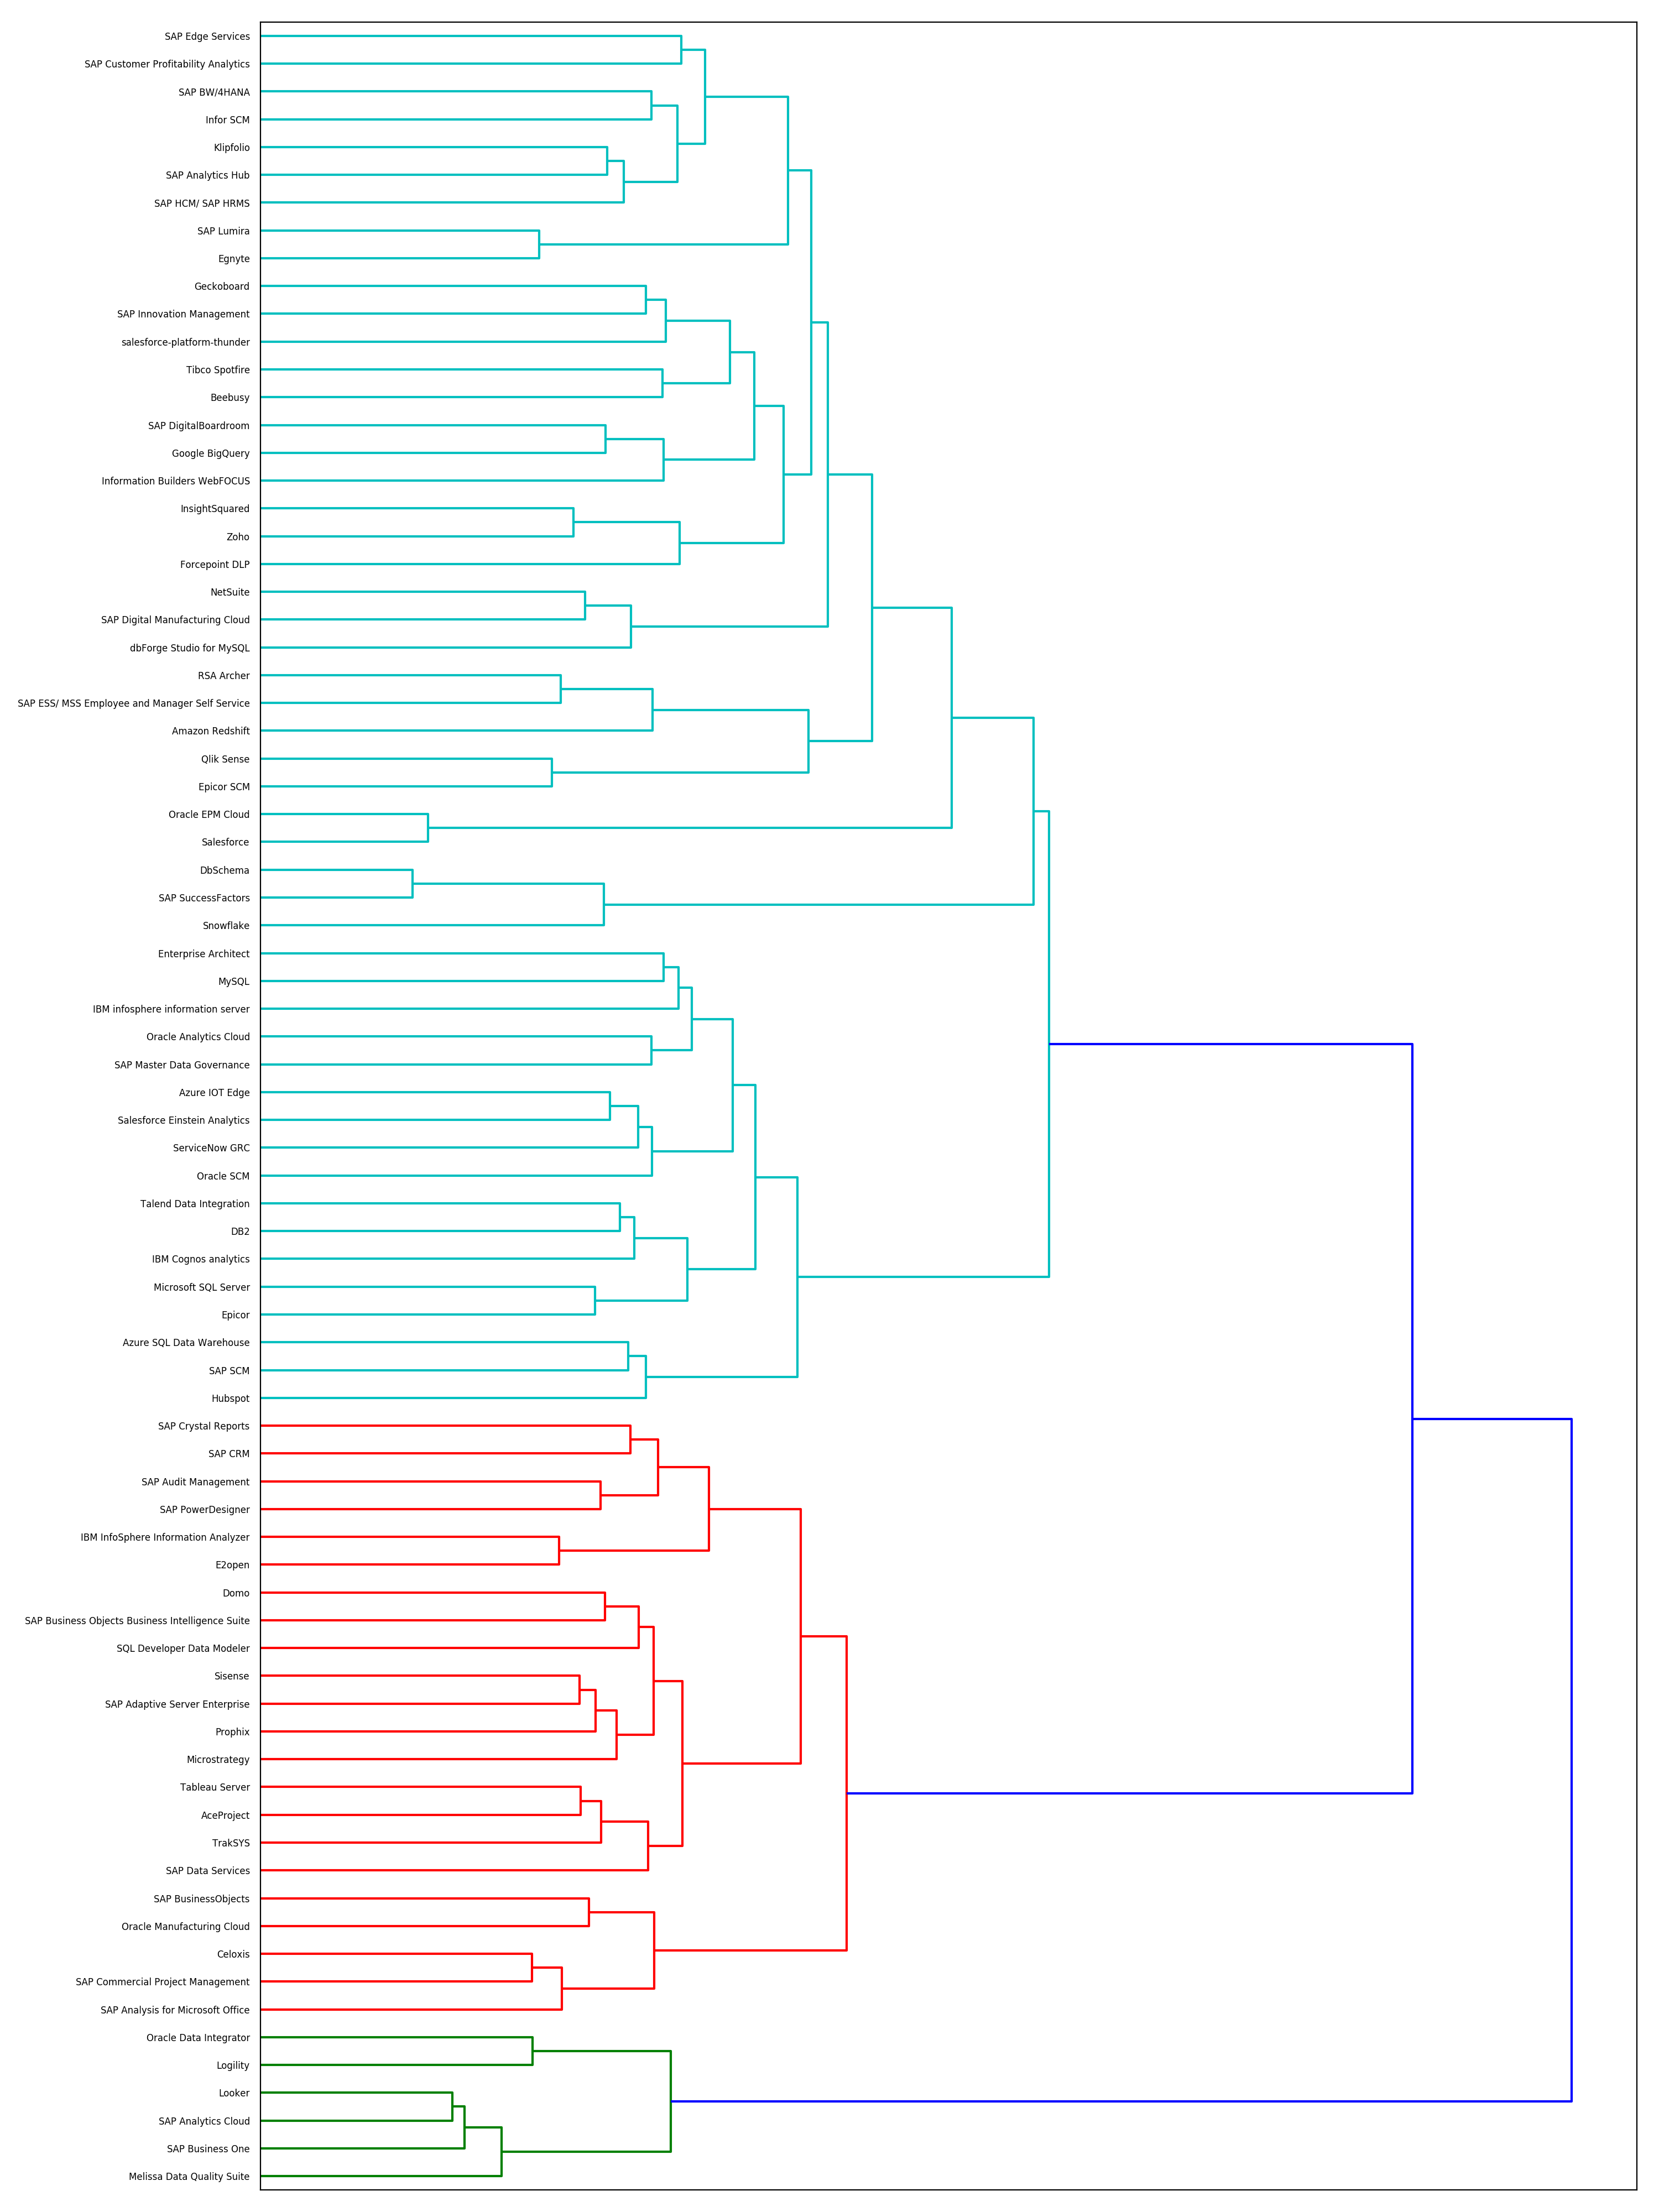 SAP Edge Services
SAP Customer Profitability Analytics
SAP BW/4HANA
Infor SCM
Klipfolio
SAP Analytics Hub
SAP HCM/ SAP HRMS
SAP Lumira
Egnyte
Geckoboard
SAP Innovation Management
salesforce-platform-thunder
Tibco Spotfire
Beebusy
SAP DigitalBoardroom
Google BigQuery
Information Builders WebFOCUS
InsightSquared
Zoho
Forcepoint DLP
NetSuite
SAP Digital Manufacturing Cloud
dbForge Studio for MySQL
RSA Archer
SAP ESS/ MSS Employee and Manager Self Service
Amazon Redshift
Qlik Sense
Epicor SCM
Oracle EPM Cloud
Salesforce
DbSchema
SAP SuccessFactors
Snowflake
Enterprise Architect
MySQL
IBM infosphere information server
Oracle Analytics Cloud
SAP Master Data Governance
Azure IOT Edge
Salesforce Einstein Analytics
ServiceNow GRC
Oracle SCM
Talend Data Integration
DB2
IBM Cognos analytics
Microsoft SQL Server
Epicor
Azure SQL Data Warehouse
SAP SCM
Hubspot
SAP Crystal Reports
SAP CRM
SAP Audit Management
SAP PowerDesigner
IBM InfoSphere Information Analyzer
E2open
Domo
SAP Business Objects Business Intelligence Suite
SQL Developer Data Modeler
Sisense
SAP Adaptive Server Enterprise
Prophix
Microstrategy
Tableau Server
AceProject
TrakSYS
SAP Data Services
SAP BusinessObjects
Oracle Manufacturing Cloud
Celoxis
SAP Commercial Project Management
SAP Analysis for Microsoft Office
Oracle Data Integrator
Logility
Looker
SAP Analytics Cloud
SAP Business One
Melissa Data Quality Suite